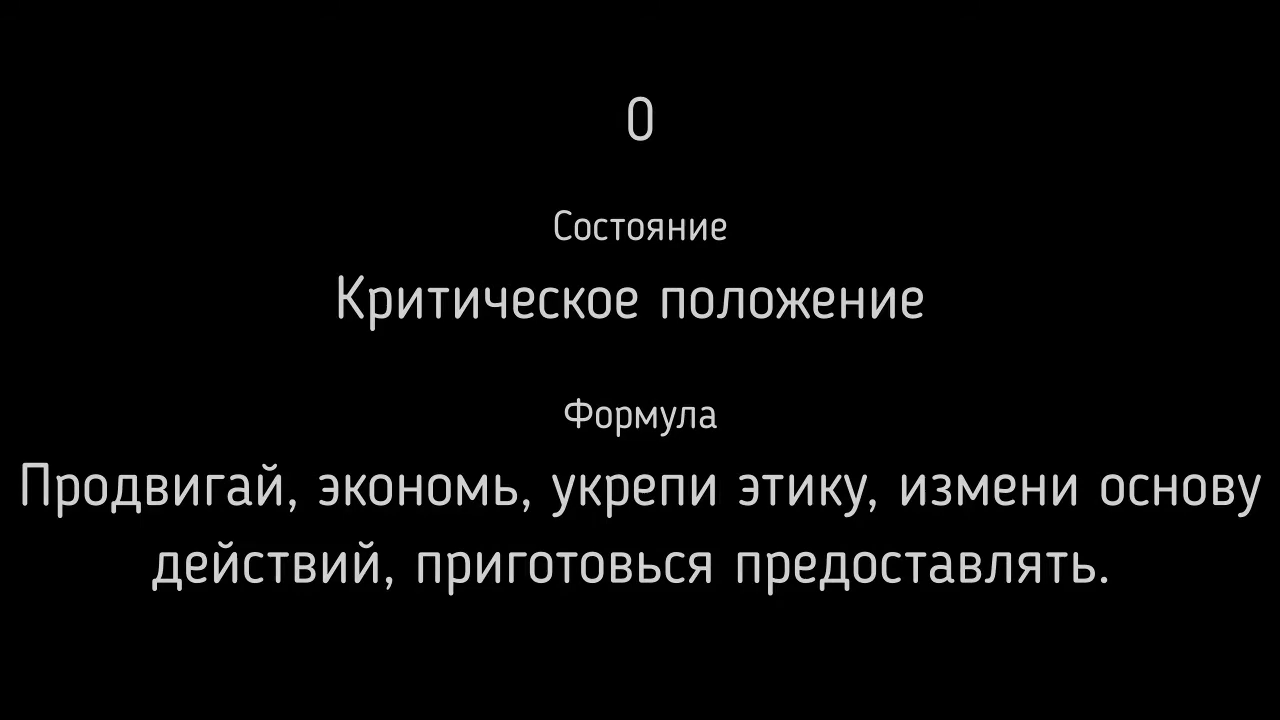 0
Состояние
Критическое положение
Формула
Продвигай, экономь, укрепи этику, измени основу
действий, приготовься предоставлять.